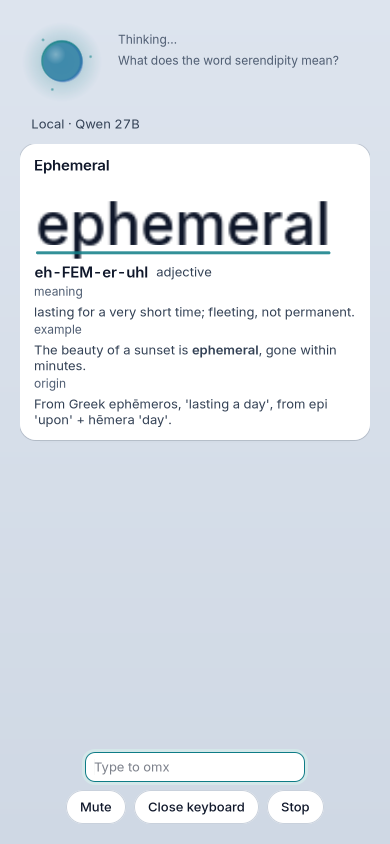 Thinking...
What does the word serendipity mean?
Local · Qwen 27B
Ephemeral
ephemeral
eh-FEM-er-uhl adjective
meaning
lasting for a very short time; fleeting, not permanent.
example
The beauty of a sunset is ephemeral, gone within
minutes.
origin
From Greek ephēmeros, 'lasting a day', from epi
'upon' + hēmera 'day'.
Type to omx
Mute Close keyboard Stop